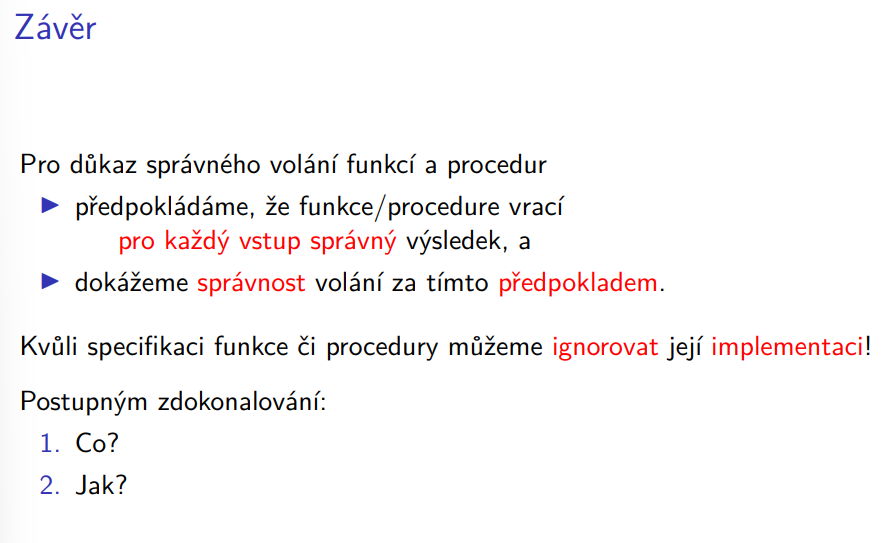 Závěr
Pro důkaz správného volání funkcí a procedur
▶ předpokládáme, že funkce/procedure vrací
pro každý vstup správný výsledek, a
▶ dokážeme správnost volání za tímto předpokladem.
Kvůli specifikaci funkce či procedury můžeme ignorovat její implementaci!
Postupným zdokonalování:
1. Co?
2. Jak?